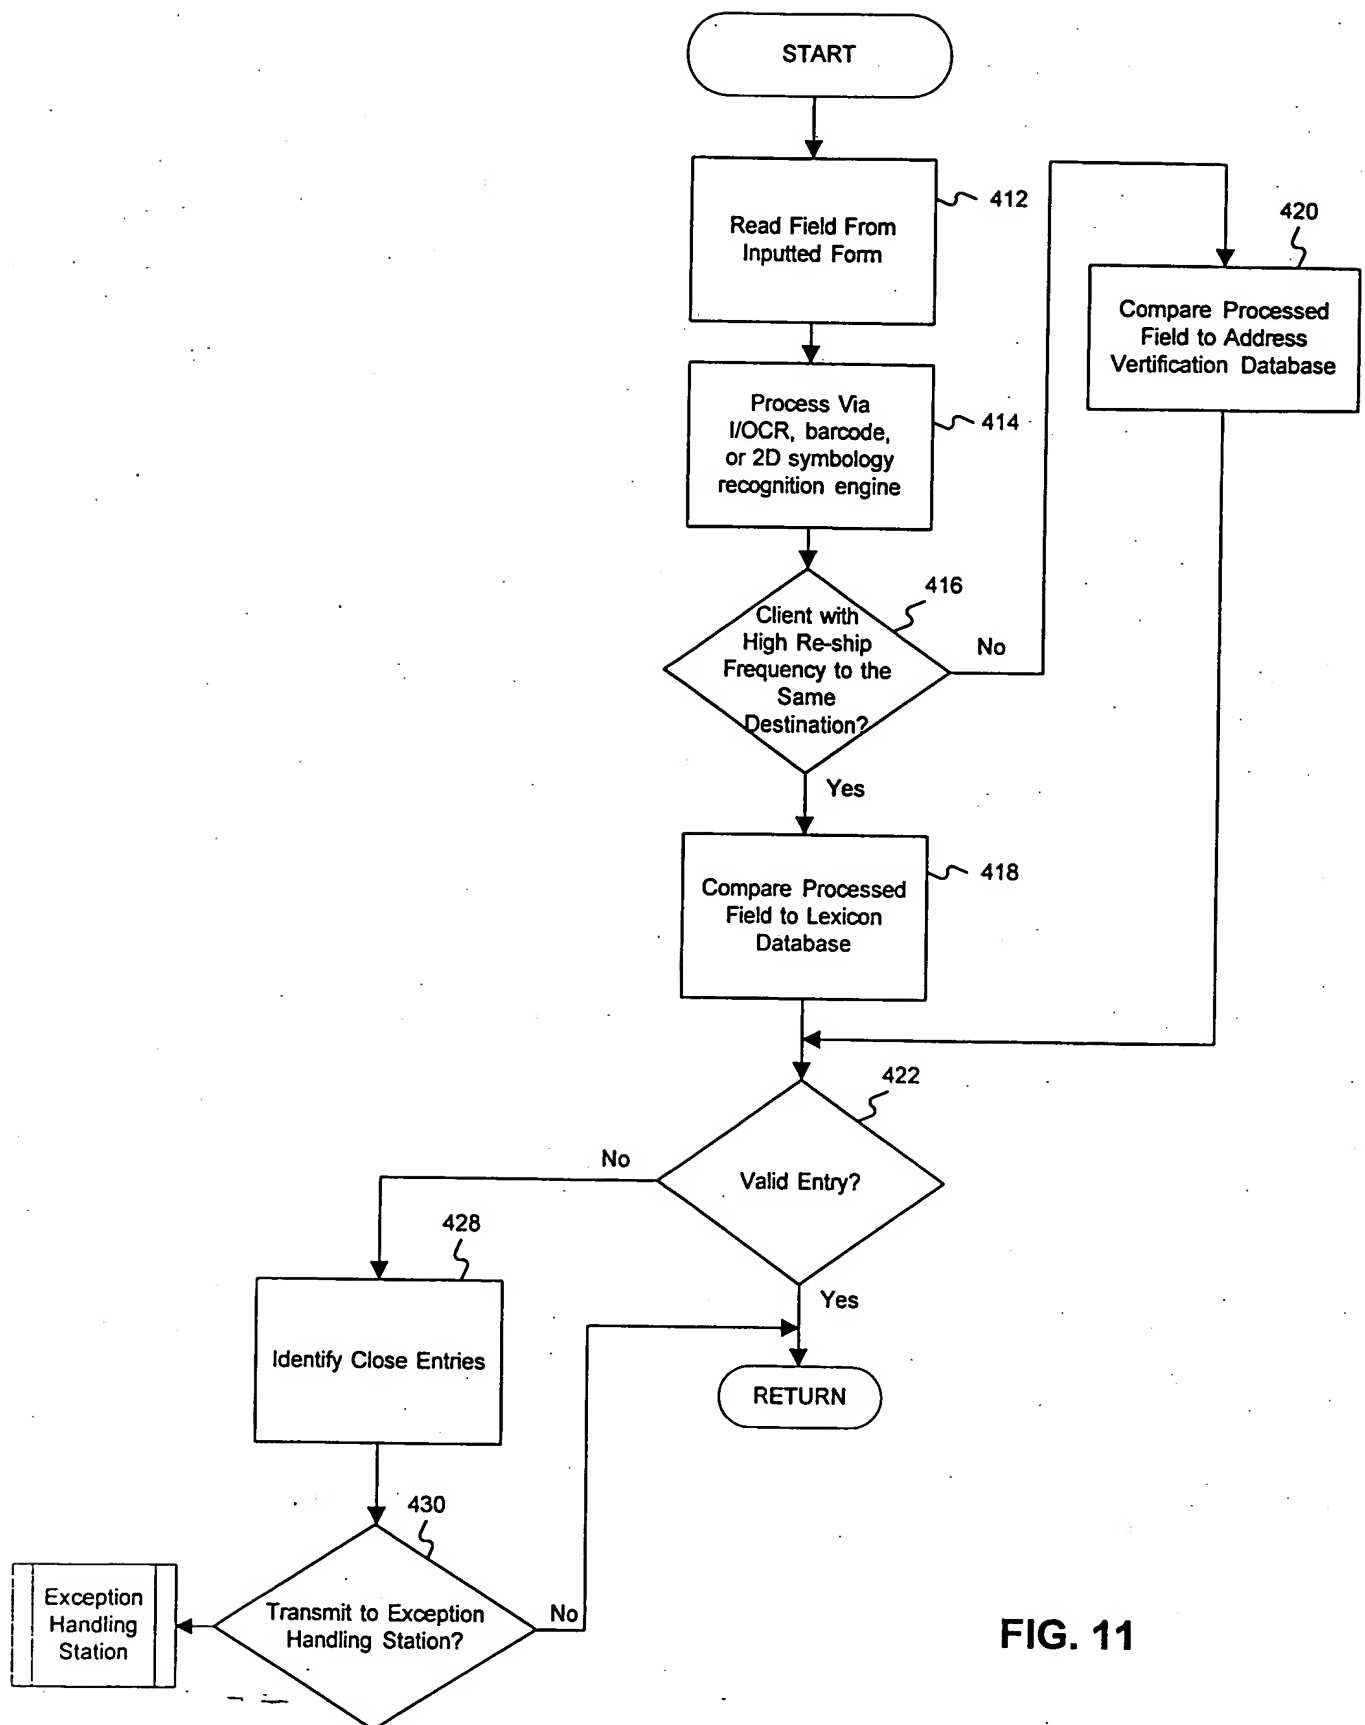 START
Read Field From
Inputted Form
412
420
Compare Processed
Field to Address
Vertification Database
Process Via
I/OCR, barcode,
or 2D symbology
recognition engine
414
416
Client with
High Re-ship
Frequency to the
Same
Destination?
No
Yes
Compare Processed
Field to Lexicon
Database
418
422
Valid Entry?
No
Yes
428
Identify Close Entries
RETURN
430
Transmit to Exception
Handling Station?
No
Exception
Handling
Station
FIG. 11